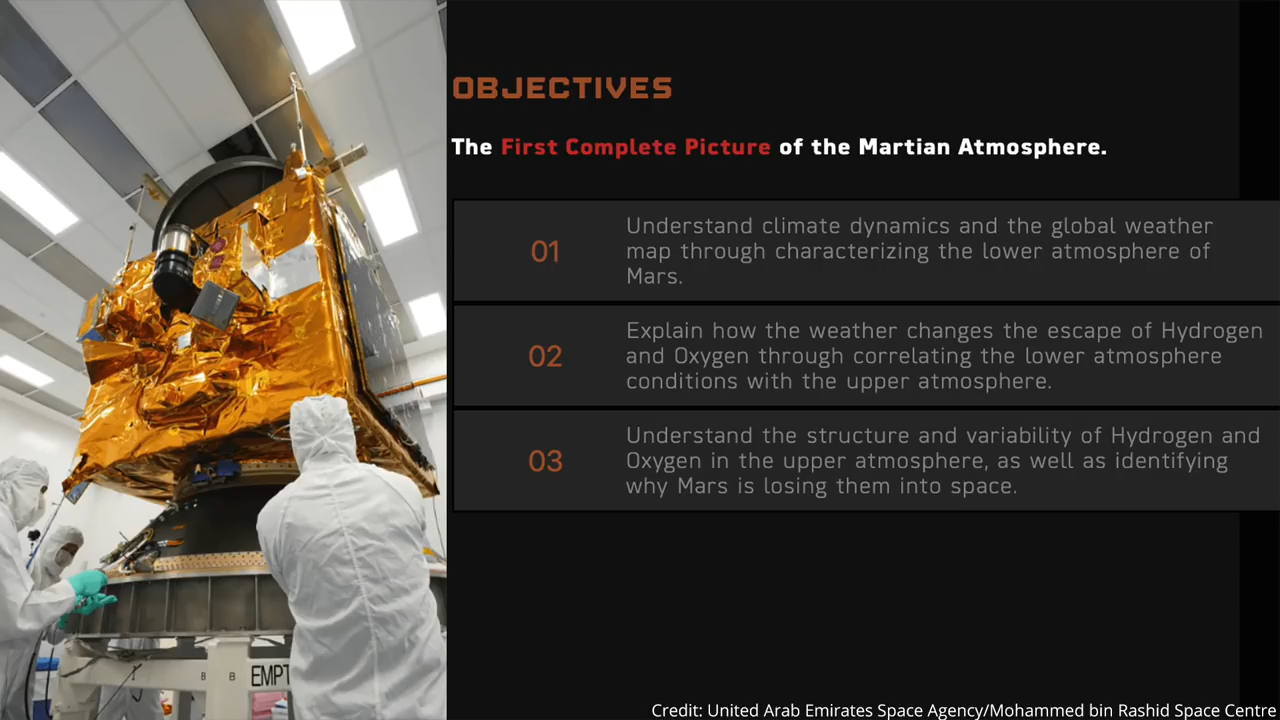 OBJECTIVES
The First Complete Picture of the Martian Atmosphere.
01
Understand climate dynamics and the global weather
map through characterizing the lower atmosphere of
Mars.
02
Explain how the weather changes the escape of Hydrogen
and Oxygen through correlating the lower atmosphere
conditions with the upper atmosphere.
03
Understand the structure and variability of Hydrogen and
Oxygen in the upper atmosphere, as well as identifying
why Mars is losing them into space.
B B EMPT
Credit: United Arab Emirates Space Agency/Mohammed bin Rashid Space Centre